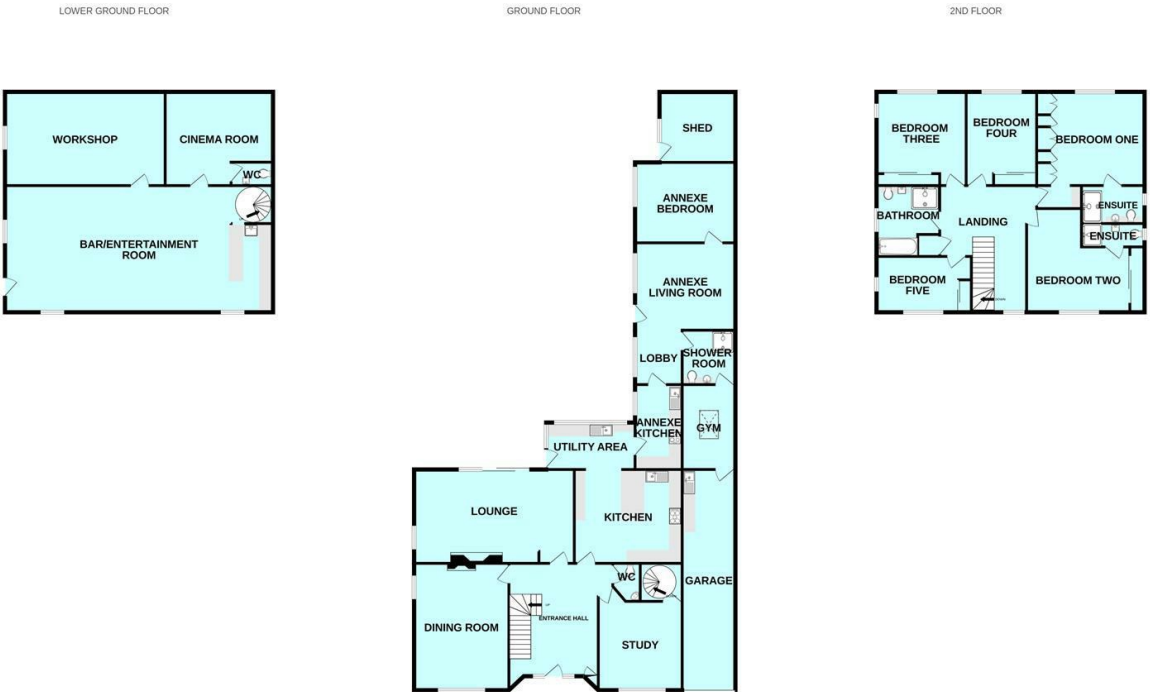 LOWER GROUND FLOOR
GROUND FLOOR
2ND FLOOR
WORKSHOP
CINEMA ROOM
WC
BAR/ENTERTAINMENT
ROOM
SHED
ANNEXE
BEDROOM
ANNEXE
LIVING ROOM
LOBBY
SHOWER
ROOM
ANNEXE
KITCHEN
GYM
UTILITY AREA
LOUNGE
KITCHEN
WC
GARAGE
DINING ROOM
UP
ENTRANCE HALL
STUDY
BEDROOM
THREE
BEDROOM
FOUR
BEDROOM ONE
BATHROOM
LANDING
ENSUITE
ENSUITE
BEDROOM
FIVE
DOWN
BEDROOM TWO